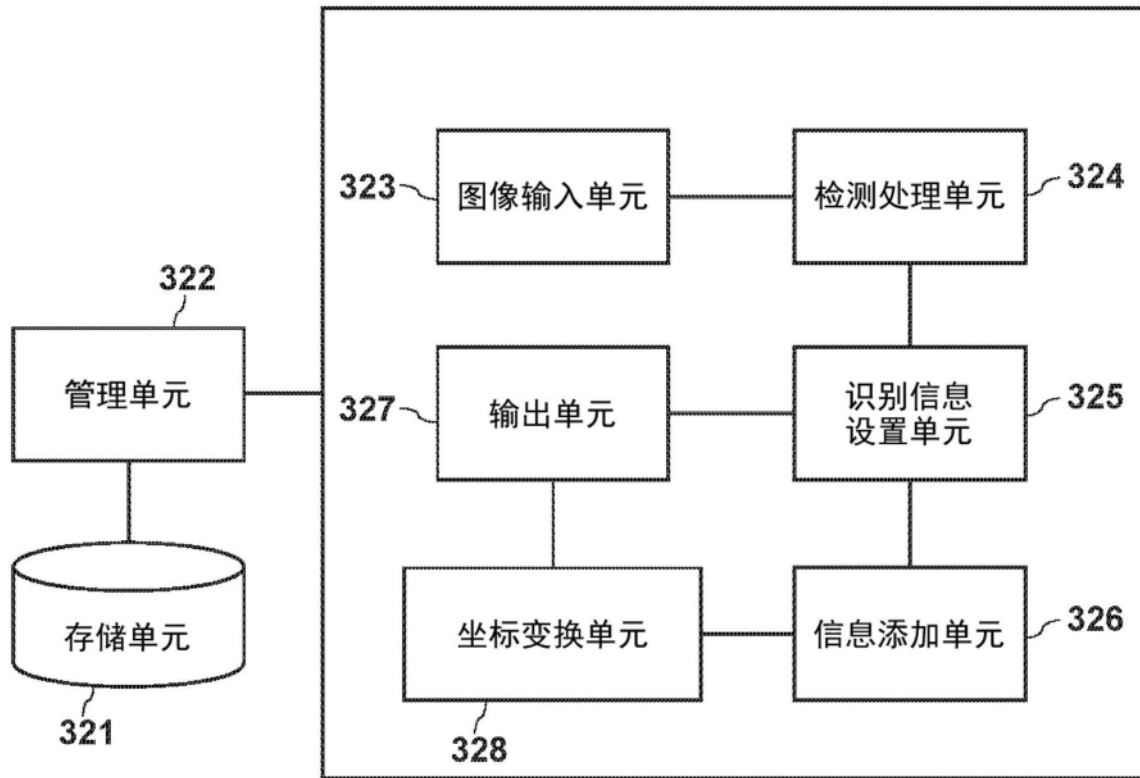 323
图像输入单元
检测处理单元
324
322
管理单元
327
输出单元
识别信息
设置单元
325
存储单元
321
坐标变换单元
328
信息添加单元
326